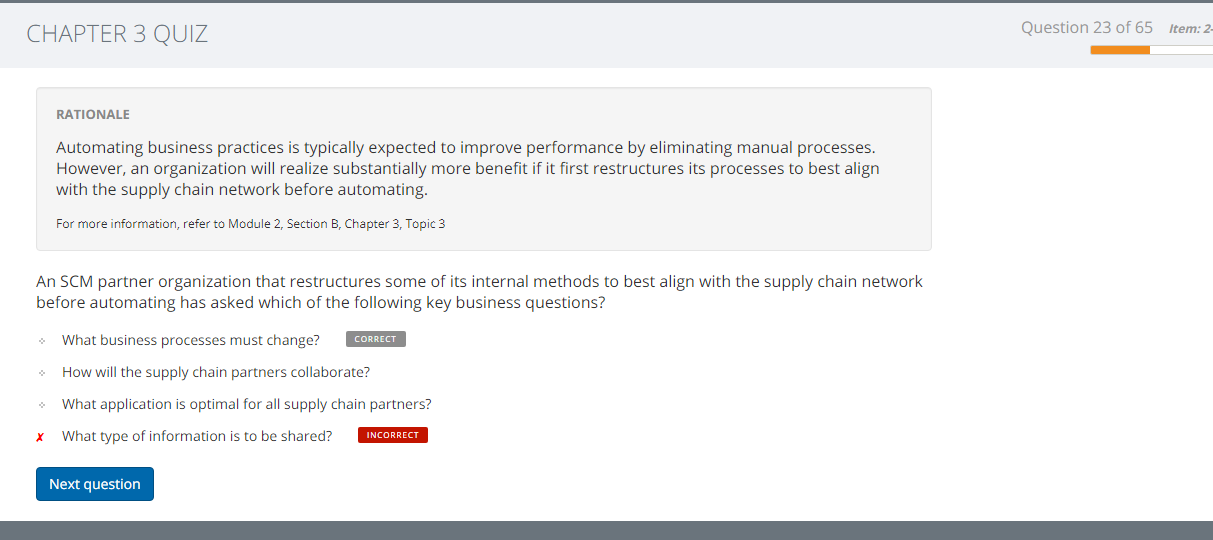 CHAPTER 3 QUIZ
Question 23 of 65 Item: 2-
RATIONALE
Automating business practices is typically expected to improve performance by eliminating manual processes.
However, an organization will realize substantially more benefit if it first restructures its processes to best align
with the supply chain network before automating.
For more information, refer to Module 2, Section B, Chapter 3, Topic 3
An SCM partner organization that restructures some of its internal methods to best align with the supply chain network
before automating has asked which of the following key business questions?
What business processes must change? CORRECT
How will the supply chain partners collaborate?
What application is optimal for all supply chain partners?
✗ What type of information is to be shared? INCORRECT
Next question